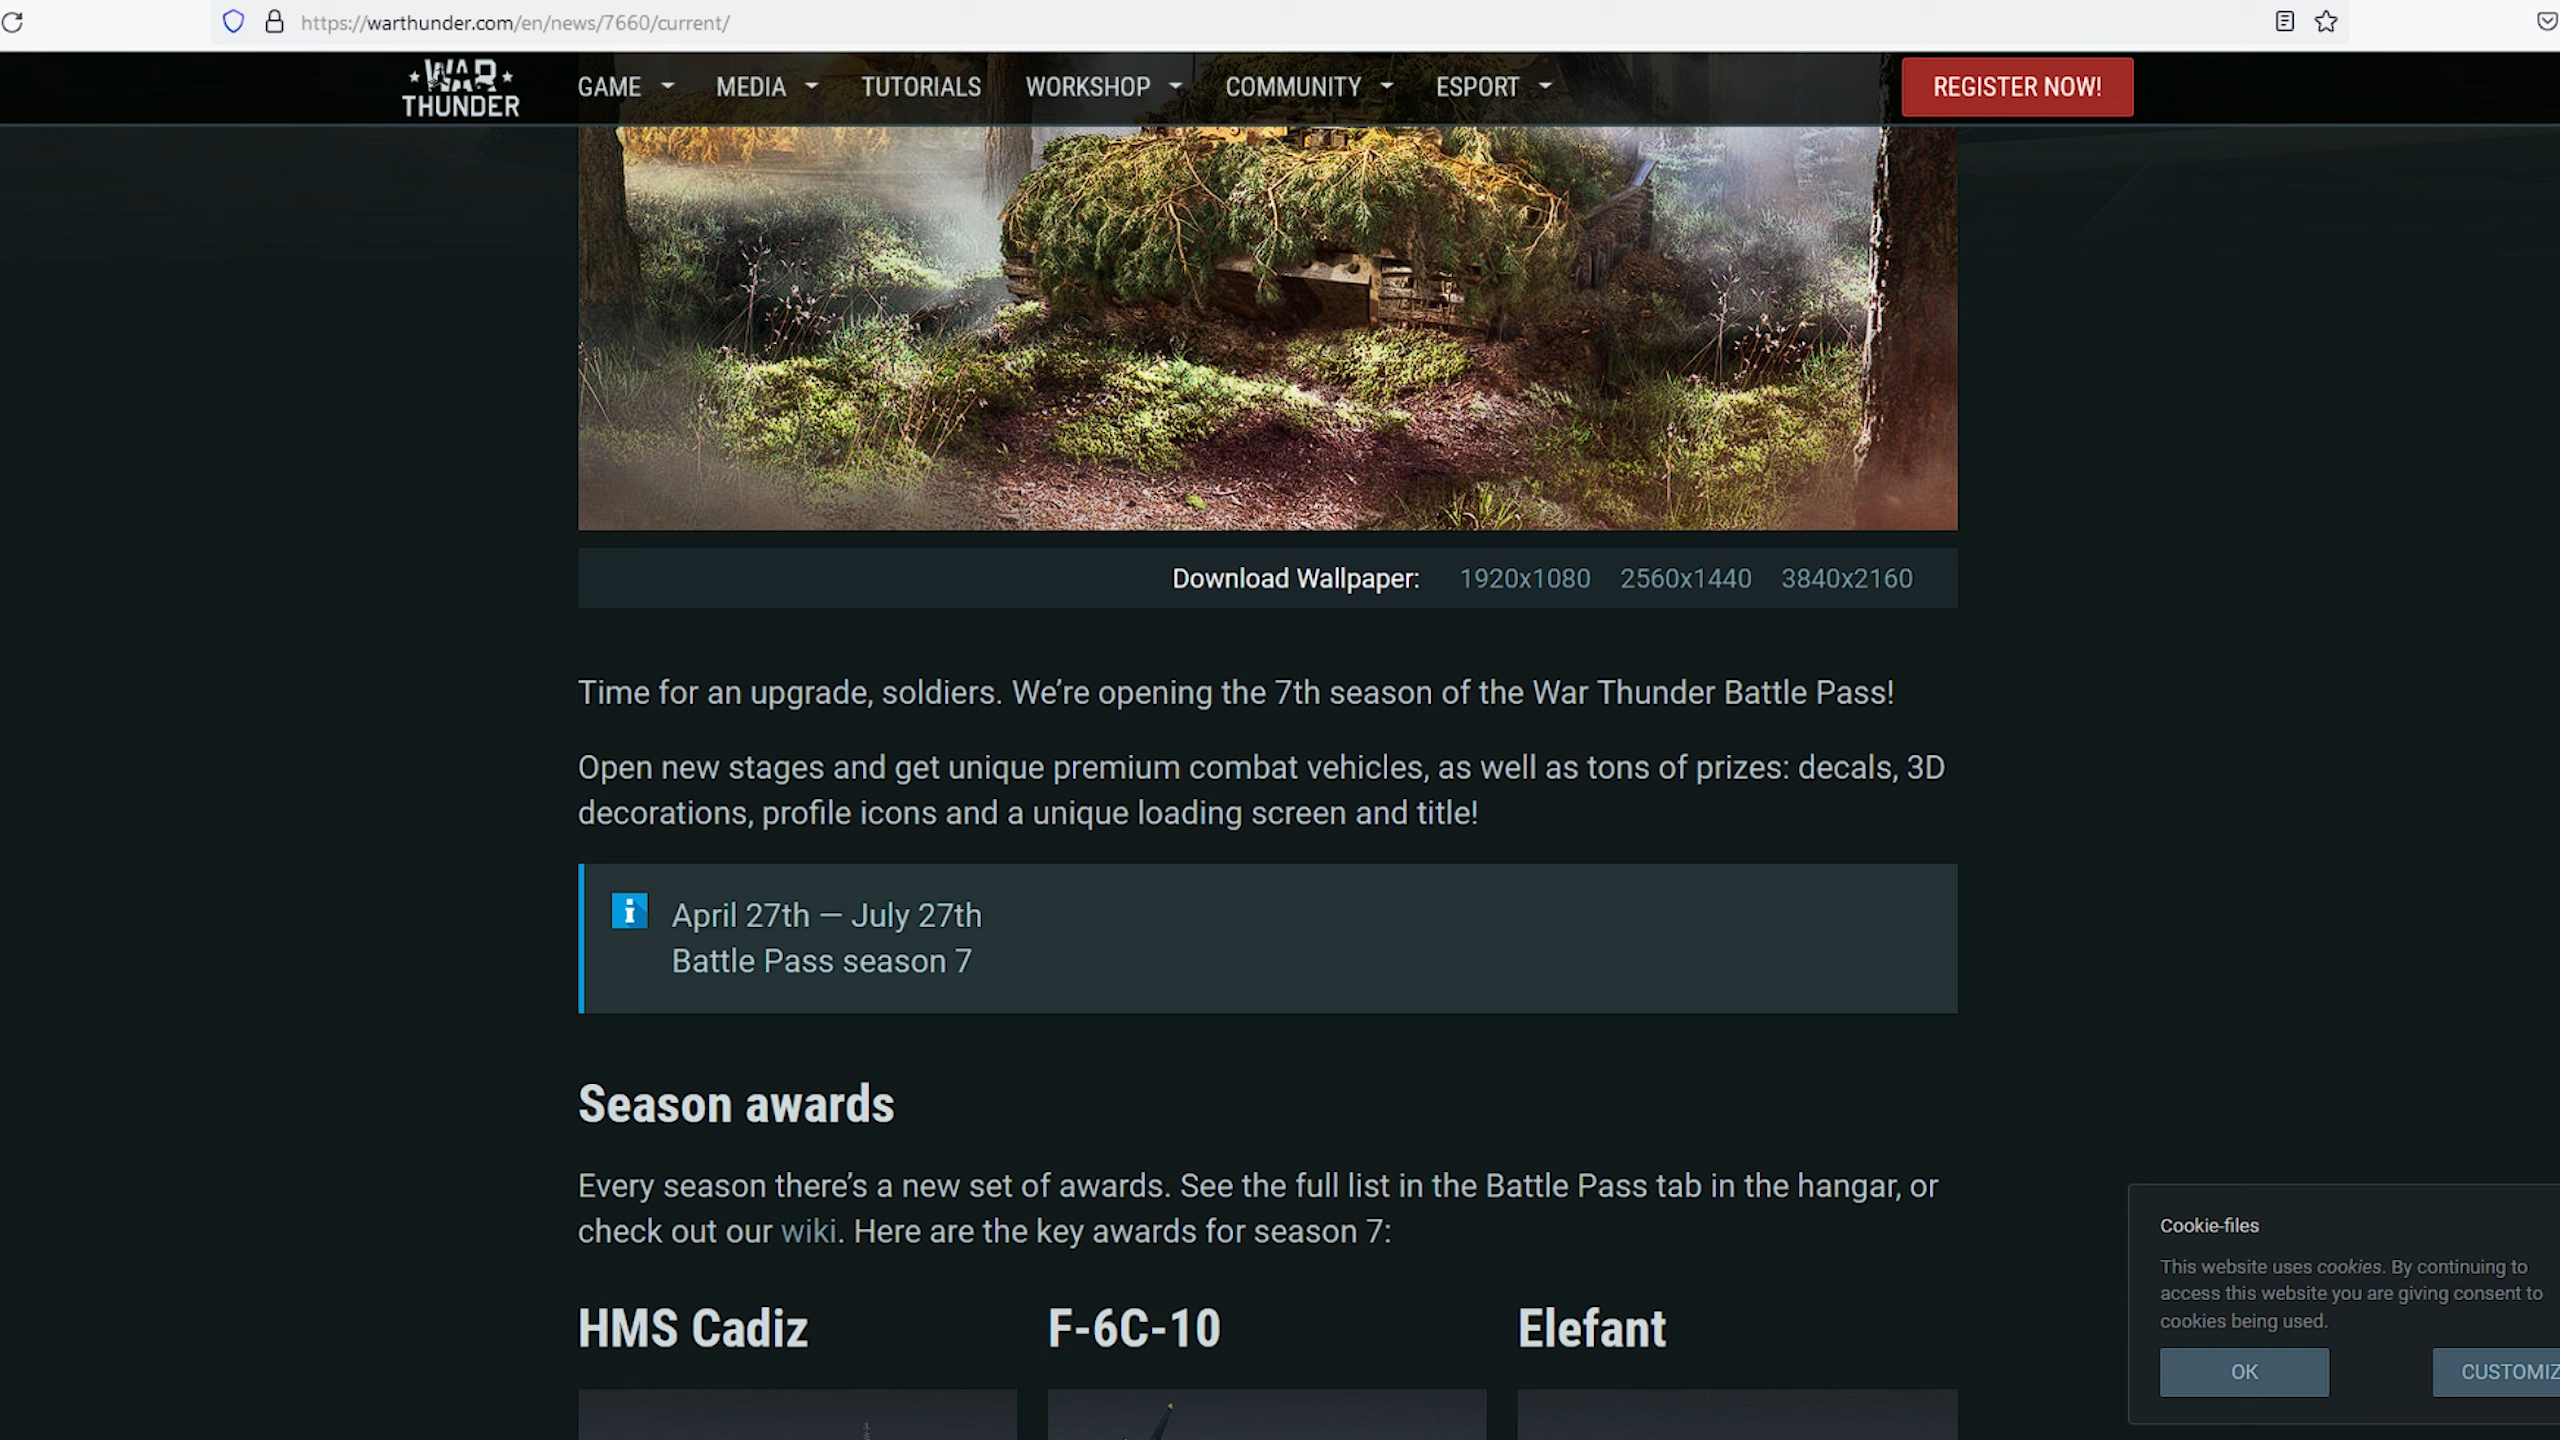 https://warthunder.com/en/news/7660/current/
WAR
THUNDER
GAME MEDIA TUTORIALS WORKSHOP COMMUNITY ESPORT REGISTER NOW!
Download Wallpaper: 1920x1080 2560x1440 3840x2160
Time for an upgrade, soldiers. We’re opening the 7th season of the War Thunder Battle Pass!
Open new stages and get unique premium combat vehicles, as well as tons of prizes: decals, 3D
decorations, profile icons and a unique loading screen and title!
April 27th — July 27th
Battle Pass season 7
Season awards
Every season there’s a new set of awards. See the full list in the Battle Pass tab in the hangar, or
check out our wiki. Here are the key awards for season 7:
HMS Cadiz F-6C-10 Elefant
Cookie-files
This website uses cookies. By continuing to
access this website you are giving consent to
cookies being used.
OK CUSTOMIZ